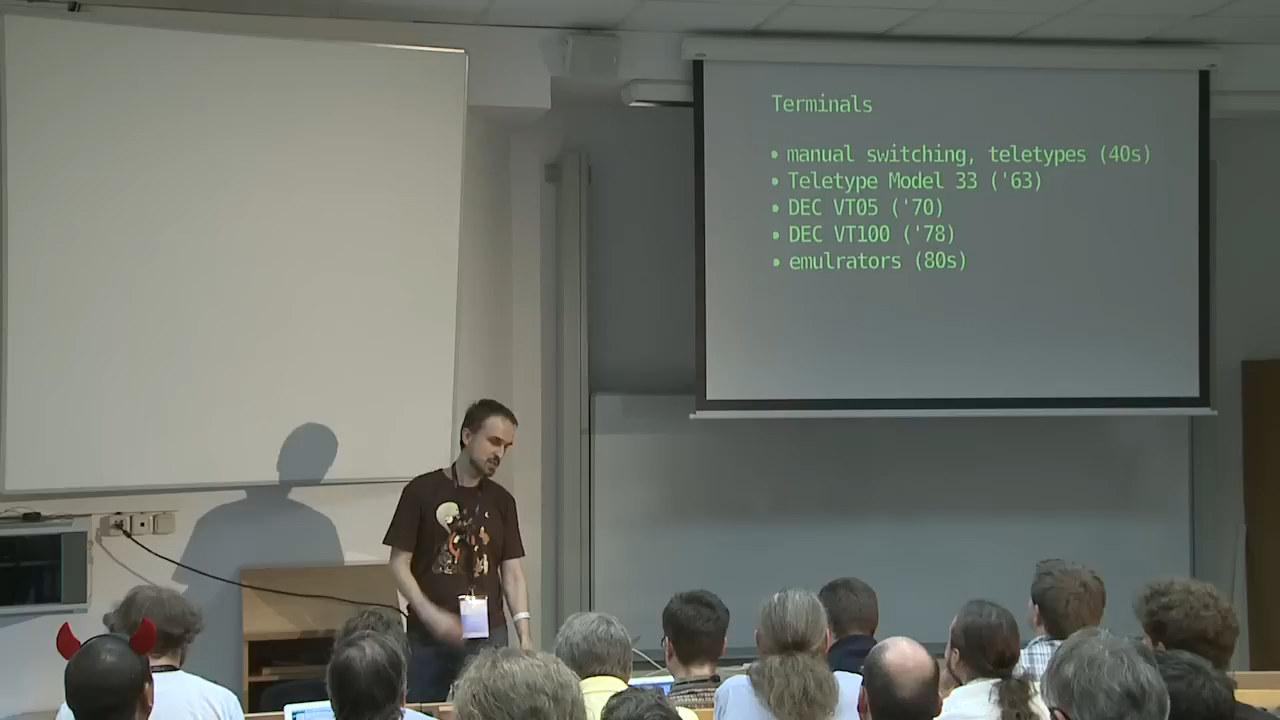 Terminals
• manual switching, teletypes (40s)
• Teletype Model 33 ('63)
• DEC VT05 ('70)
• DEC VT100 ('78)
• emulrators (80s)